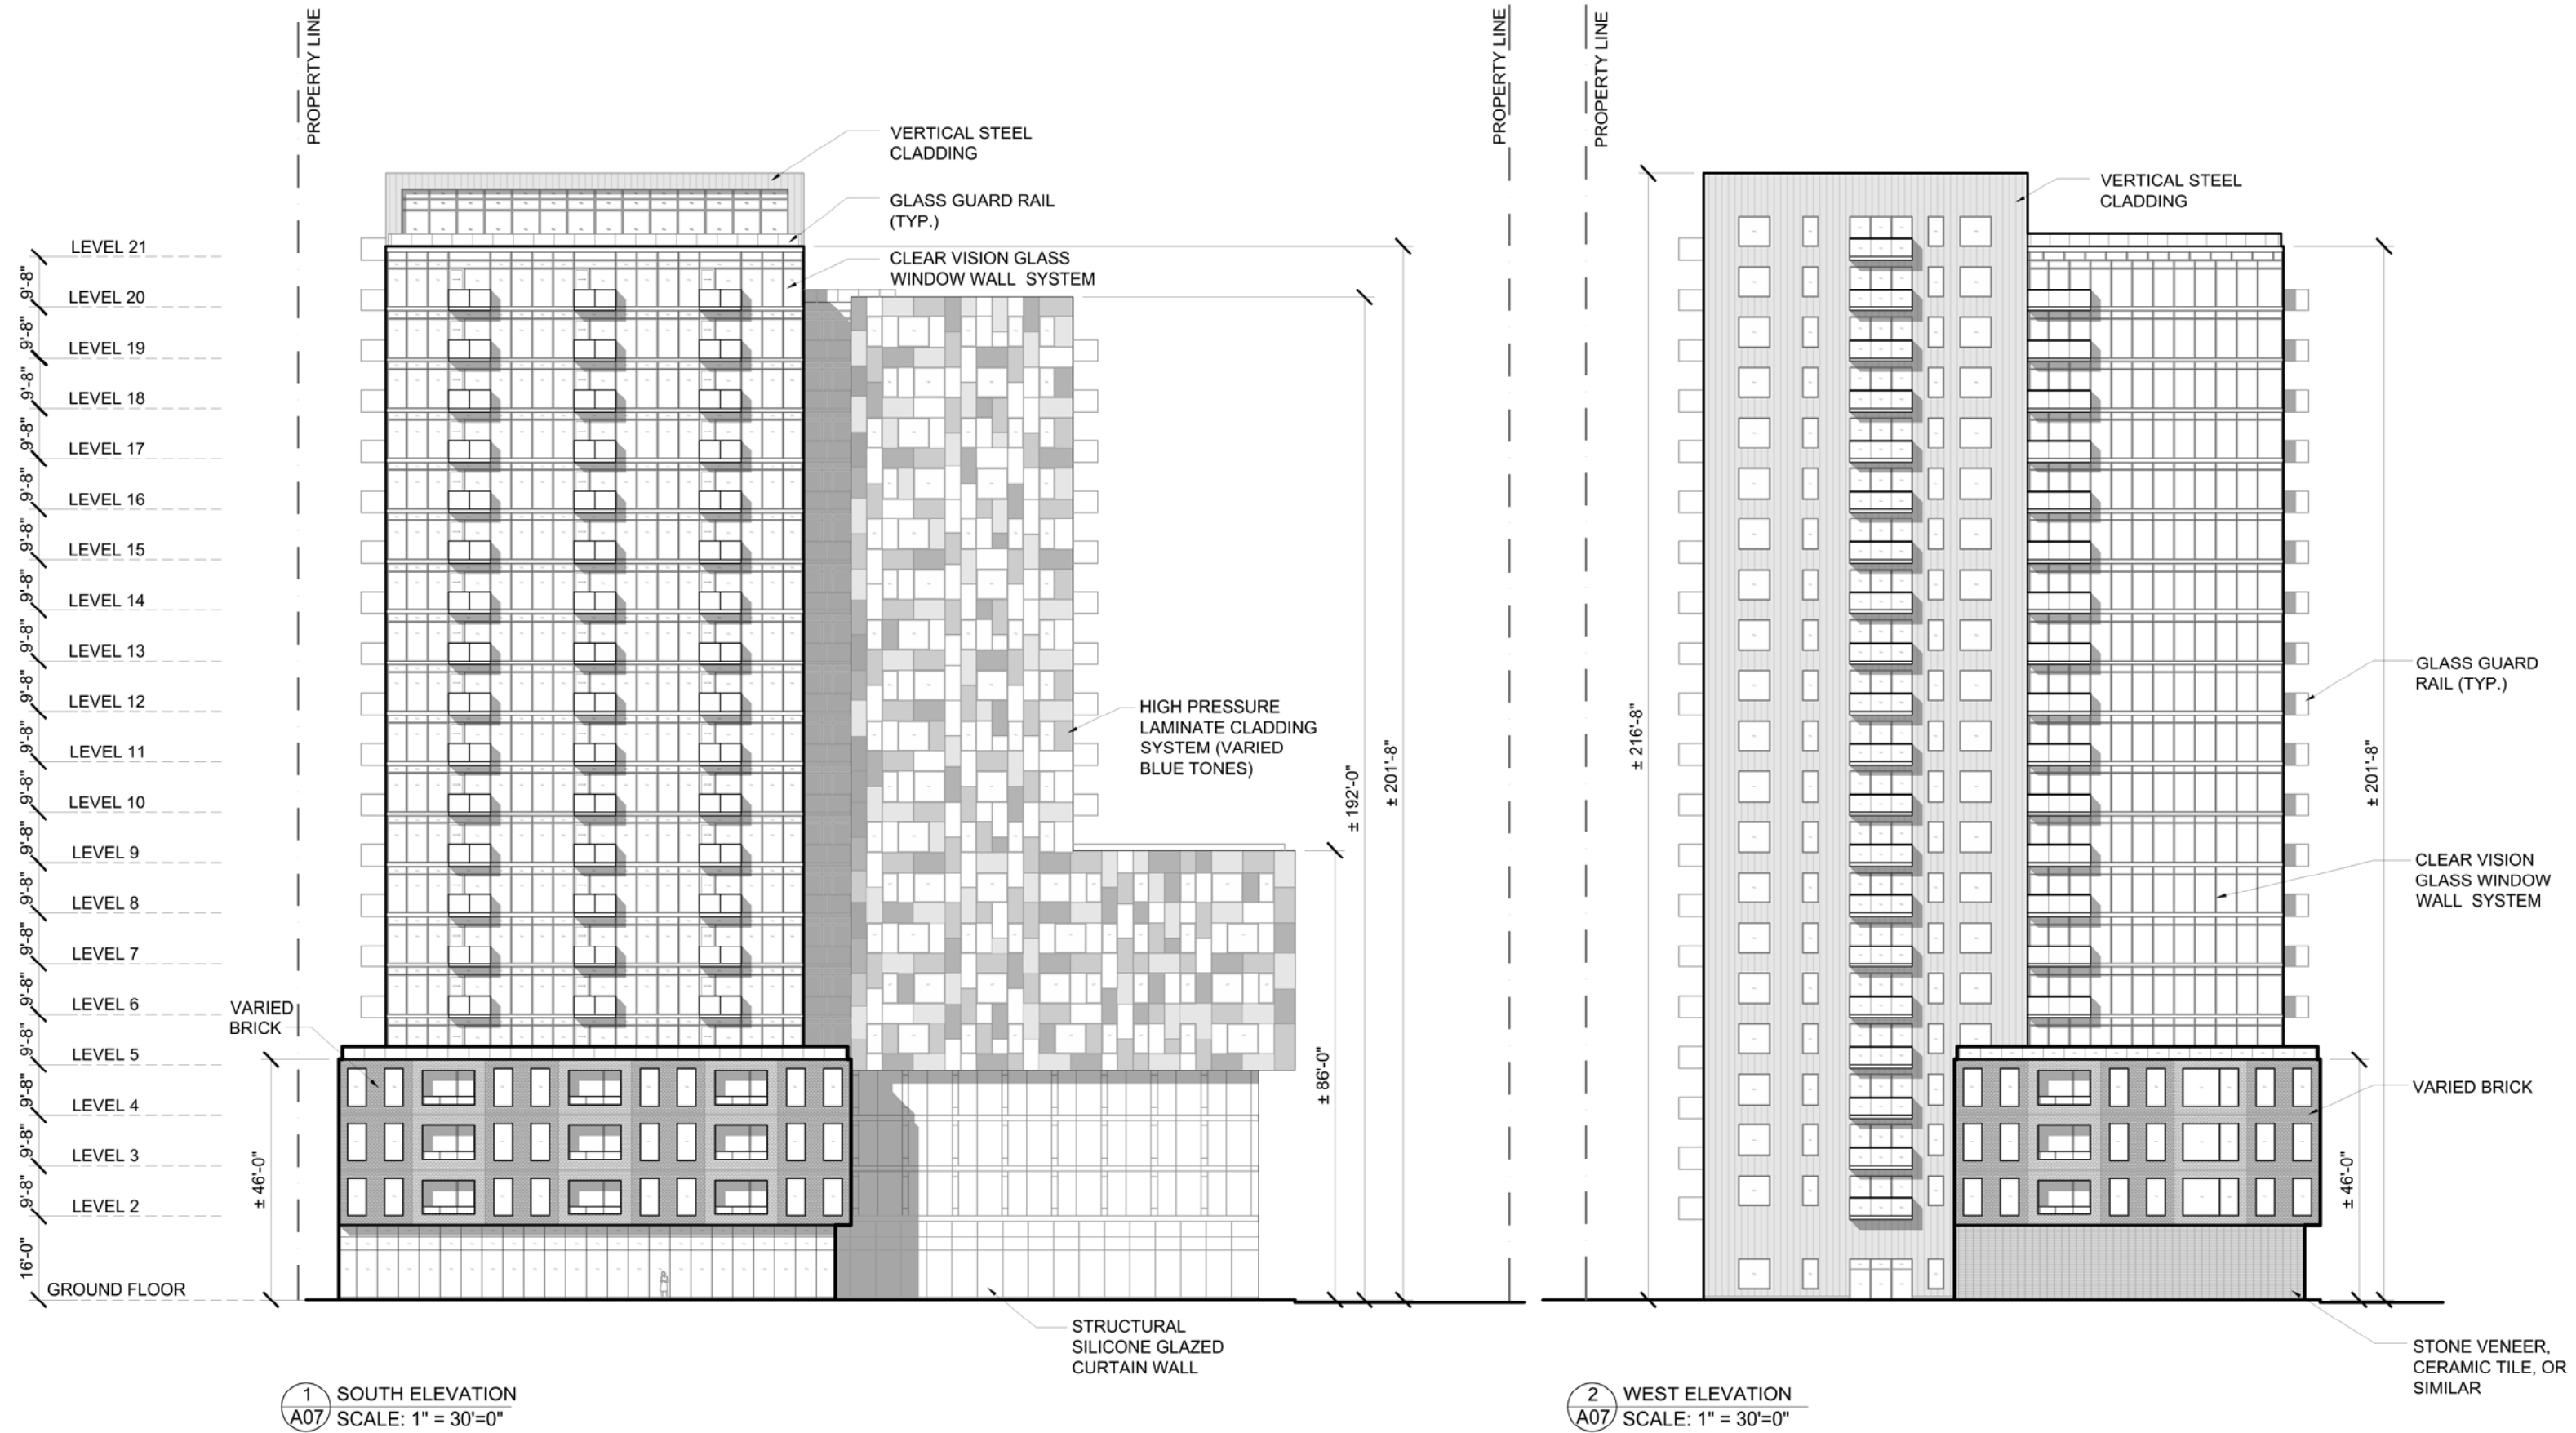 PROPERTY LINE
PROPERTY LINE
PROPERTY LINE
VERTICAL STEEL
CLADDING
GLASS GUARD RAIL
(TYP.)
CLEAR VISION GLASS
WINDOW WALL SYSTEM
VERTICAL STEEL
CLADDING
LEVEL 21
9'-8"
LEVEL 20
9'-8"
LEVEL 19
9'-8"
LEVEL 18
9'-8"
LEVEL 17
9'-8"
LEVEL 16
9'-8"
LEVEL 15
9'-8"
LEVEL 14
9'-8"
LEVEL 13
9'-8"
LEVEL 12
9'-8"
LEVEL 11
9'-8"
LEVEL 10
9'-8"
LEVEL 9
9'-8"
LEVEL 8
9'-8"
LEVEL 7
9'-8"
LEVEL 6
9'-8"
LEVEL 5
9'-8"
LEVEL 4
9'-8"
LEVEL 3
9'-8"
LEVEL 2
16'-0"
GROUND FLOOR
VARIED
BRICK
± 46'-0"
HIGH PRESSURE
LAMINATE CLADDING
SYSTEM (VARIED
BLUE TONES)
± 86'-0"
± 192'-0"
± 201'-8"
STRUCTURAL
SILICONE GLAZED
CURTAIN WALL
± 216'-8"
GLASS GUARD
RAIL (TYP.)
± 201'-8"
CLEAR VISION
GLASS WINDOW
WALL SYSTEM
VARIED BRICK
± 46'-0"
STONE VENEER,
CERAMIC TILE, OR
SIMILAR
1
A07
SOUTH ELEVATION
SCALE: 1" = 30'=0"
2
A07
WEST ELEVATION
SCALE: 1" = 30'=0"